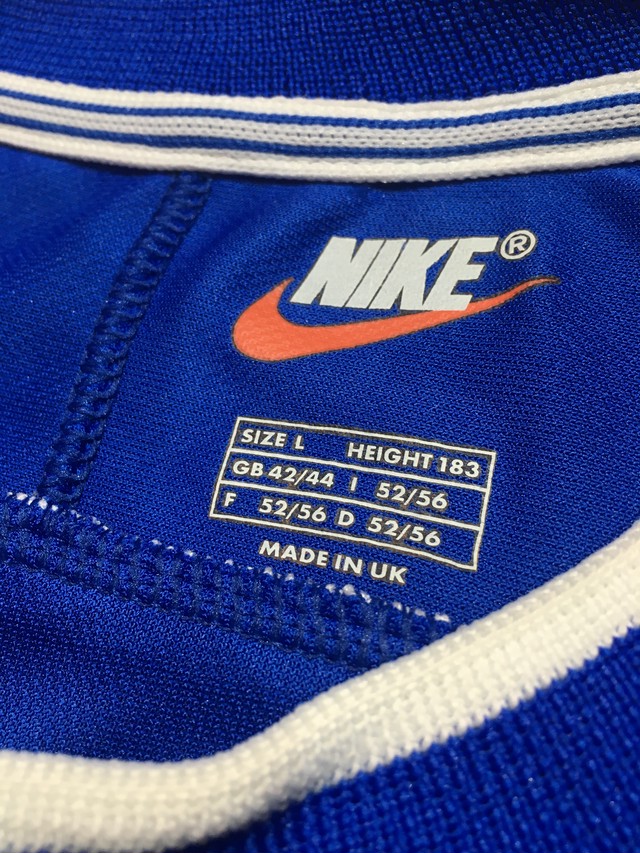 NIKE®
SIZE L HEIGHT 183
GB 42/44 I 52/56
F 52/56 D 52/56
MADE IN UK